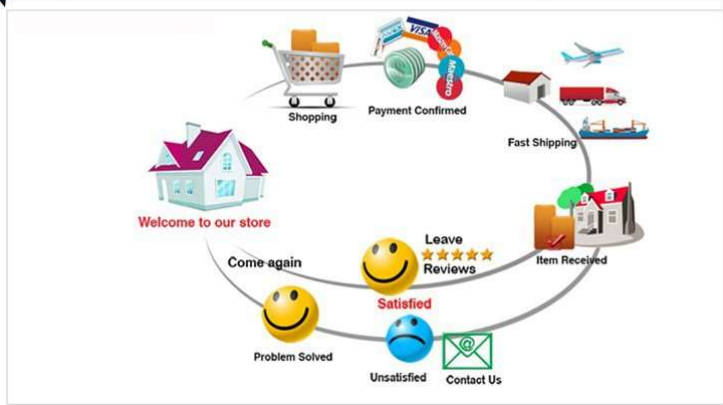 Shopping
VISA
Maestro
Payment Confirmed
Fast Shipping
Welcome to our store
Item Received
Leave
Reviews
Come again
Satisfied
Problem Solved
Unsatisfied
@
Contact Us